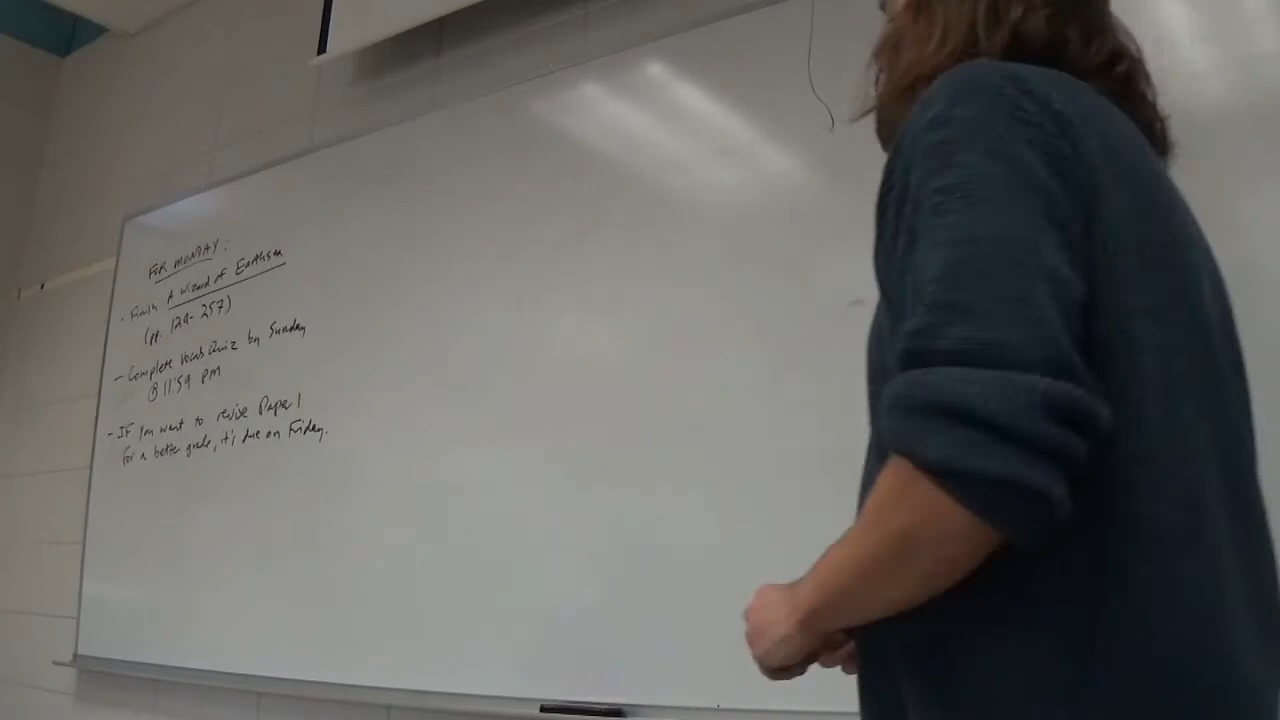 FOR MONDAY:
· Finish A Wizard of Earthsea
(pp. 124-257)
- Complete Vocab Quiz by Sunday
@ 11:59 PM
- IF you want to revise Paper 1
for a better grade, it's due on Friday.